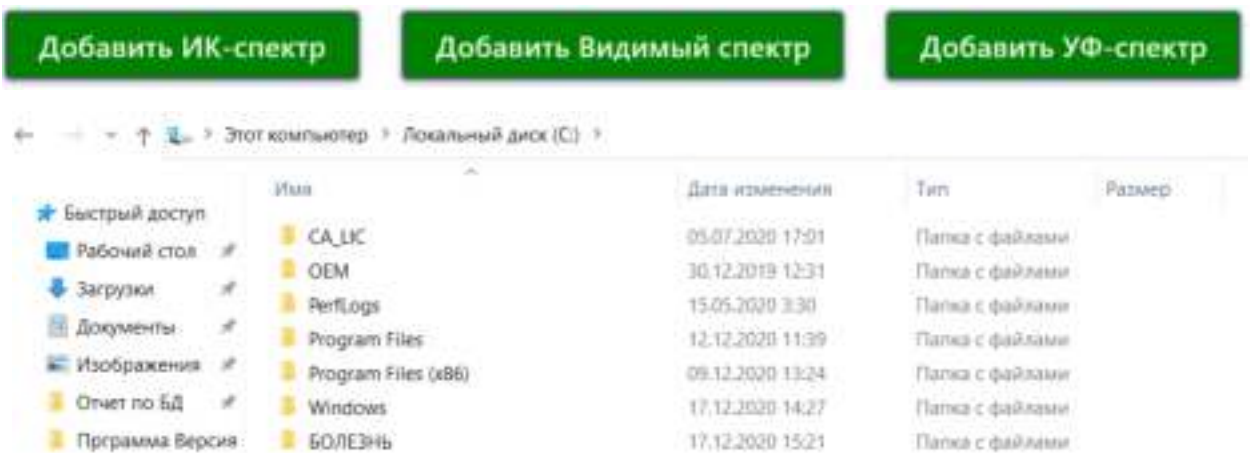 Добавить ИК-спектр Добавить Видимый спектр Добавить УФ-спектр
Этот компьютер > Локальный диск (C:) >
Имя Дата изменения Тип Размер
Быстрый доступ
CA_LIC 05.07.2020 17:01 Папка с файлами
Рабочий стол
OEM 30.12.2019 12:31 Папка с файлами
Загрузки
PerfLogs 15.05.2020 3:30 Папка с файлами
Документы
Program Files 12.12.2020 11:39 Папка с файлами
Изображения
Program Files (x86) 09.12.2020 13:24 Папка с файлами
Отчет по БД
Windows 17.12.2020 14:27 Папка с файлами
Прграмма Версия
БОЛЕЗНЬ 17.12.2020 15:21 Папка с файлами